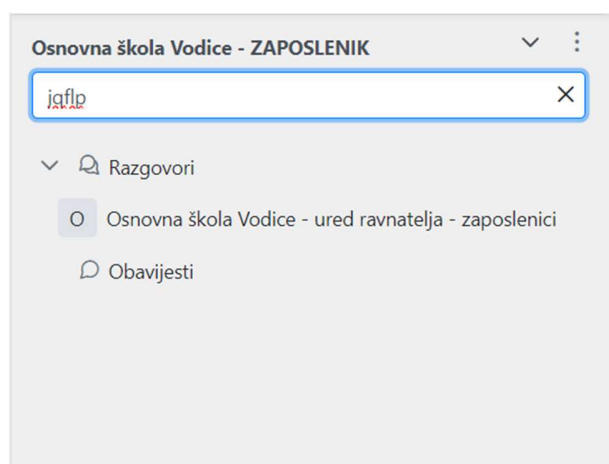 Osnovna škola Vodice - ZAPOSLENIK
jqflp
Razgovori
O Osnovna škola Vodice - ured ravnatelja - zaposlenici
Obavijesti